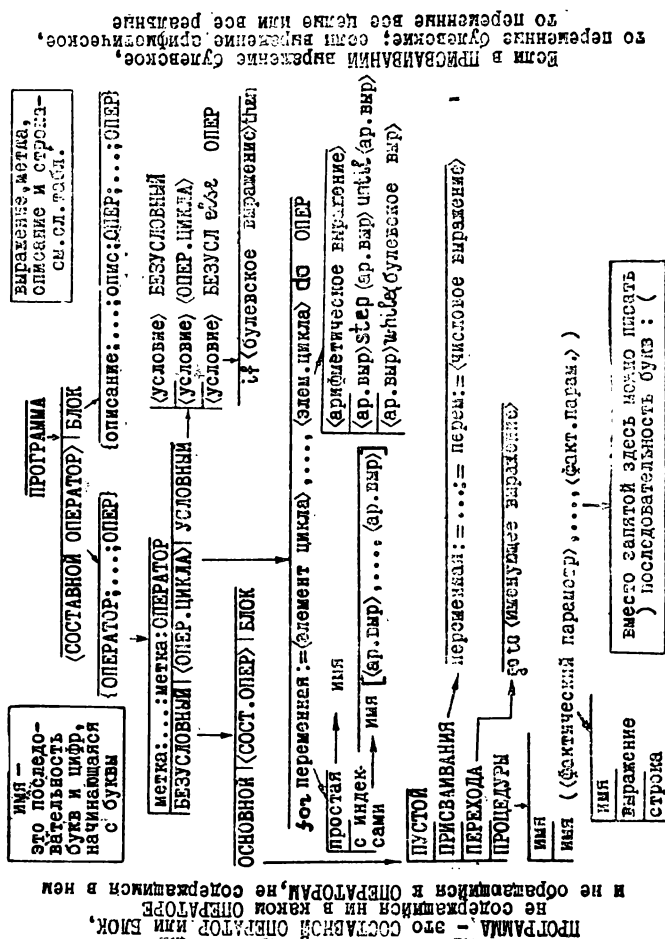 ПРОГРАММА – это СОСТАВНОЙ ОПЕРАТОР или БЛОК,
не содержащийся ни в каком ОПЕРАТОРЕ
и не обращающийся к ОПЕРАТОРАМ, не содержащимся в нем
ИМЯ –
это последо-
вательность
букв и цифр,
начинающаяся
с буквы
ПРОГРАММА
⟨СОСТАВНОЙ ОПЕРАТОР⟩ | БЛОК
выражение, метка,
описание и строка–
см.сл.табл.
{ОПЕРАТОР;...;ОПЕР}
{описание;...;опис;ОПЕР;...;ОПЕР}
метка:...:метка:ОПЕРАТОР
БЕЗУСЛОВНЫЙ | ⟨ОПЕР.ЦИКЛА⟩ | УСЛОВНЫЙ
⟨условие⟩ БЕЗУСЛОВНЫЙ
⟨условие⟩ ⟨ОПЕР.ЦИКЛА⟩
⟨условие⟩ БЕЗУСЛ else ОПЕР
if ⟨булевское выражение⟩ then
ОСНОВНОЙ | ⟨СОСТ.ОПЕР⟩ | БЛОК
for переменная:=⟨элемент цикла⟩,...,⟨элем.цикла⟩ do ОПЕР
простая → имя
с индек-
сами → имя [⟨ар.выр⟩,...,⟨ар.выр⟩]
⟨арифметическое выражение⟩
⟨ар.выр⟩ step ⟨ар.выр⟩ until ⟨ар.выр⟩
⟨ар.выр⟩ while ⟨булевское выр⟩
ПУСТОЙ
ПРИСВАИВАНИЯ
ПЕРЕХОДА
ПРОЦЕДУРЫ
переменная:=...:= перем:= ⟨числовое выражение⟩
go to ⟨именующее выражение⟩
имя
имя (⟨фактический параметр⟩,...,⟨факт.парам.⟩)
имя
выражение
строка
вместо запятой здесь можно писать
) последовательность букв : (
Если в ПРИСВАИВАНИИ выражение булевское,
то переменные булевские; если выражение арифметическое,
то переменные все целые или все реальные